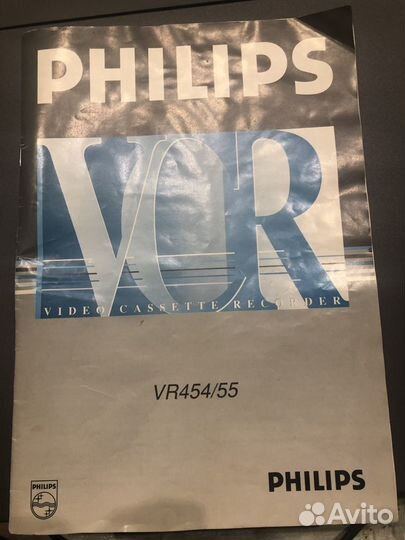 PHILIPS
VCR
VIDEO CASSETTE RECORDER
VR454/55
PHILIPS
PHILIPS
Avito